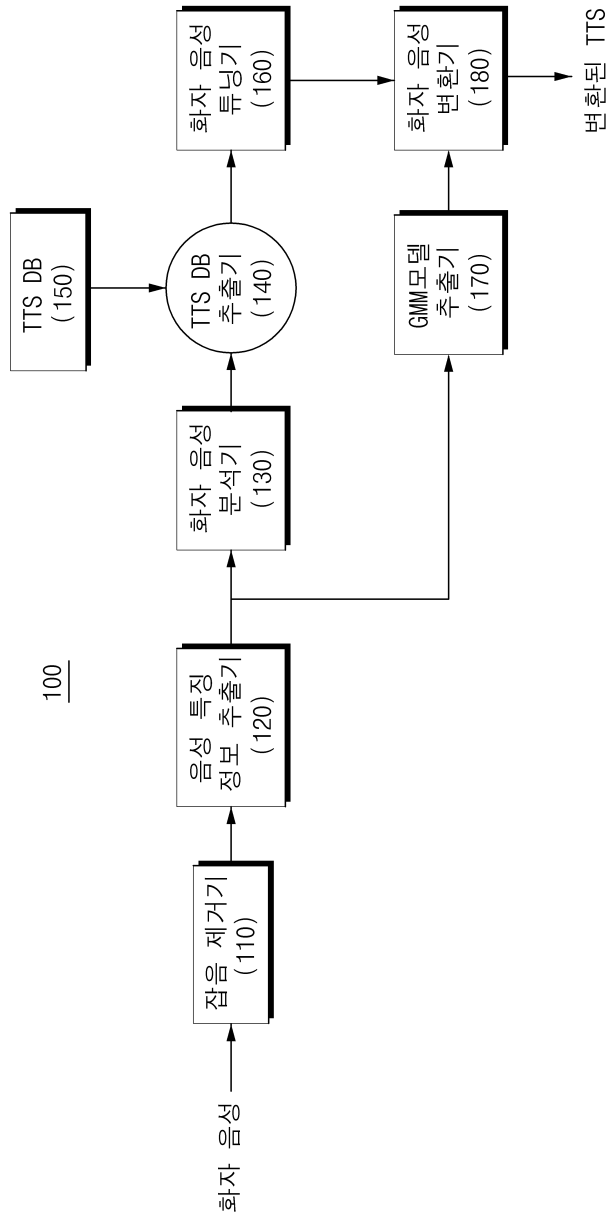 100
화자 음성
잡음 제거기
(110)
음성 특징
정보 추출기
(120)
화자 음성
분석기
(130)
TTS DB
추출기
(140)
TTS DB
(150)
화자 음성
튜닝기
(160)
GMM모델
추출기
(170)
화자 음성
변환기
(180)
변환된 TTS